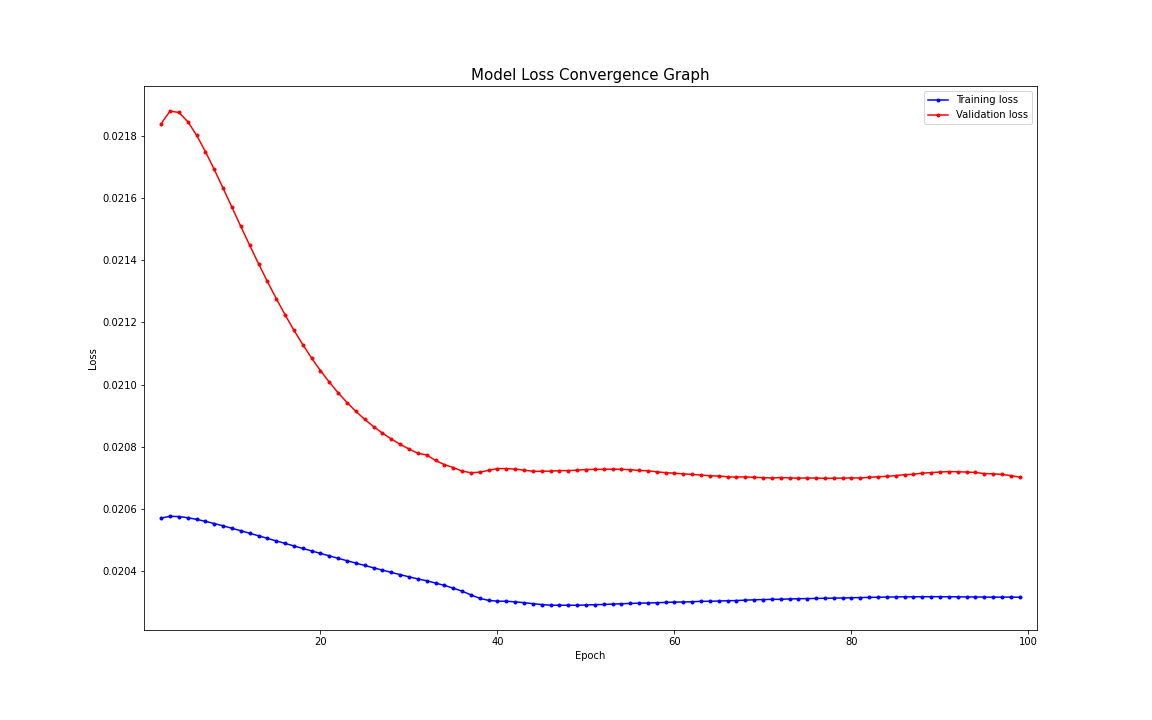 Model Loss Convergence Graph
Training loss
Validation loss
0.0218
0.0216
0.0214
0.0212
0.0210
0.0208
0.0206
0.0204
Loss
20
40
60
80
100
Epoch